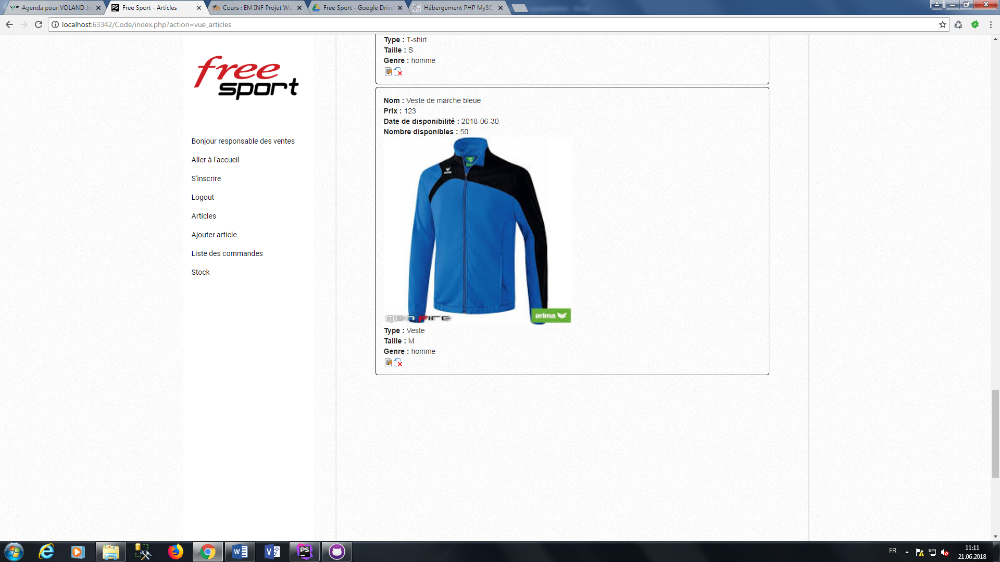 Agenda pour VOLAND Jo
Free Sport - Articles
Cours : EM INF Projet We
Free Sport - Google Drive
Hébergement PHP MySQ
localhost:63342/Code/index.php?action=vue_articles
free
sport
Bonjour responsable des ventes
Aller à l'accueil
S'inscrire
Logout
Articles
Ajouter article
Liste des commandes
Stock
Type : T-shirt
Taille : S
Genre : homme
Nom : Veste de marche bleue
Prix : 123
Date de disponibilité : 2018-06-30
Nombre disponibles : 50
erima
Type : Veste
Taille : M
Genre : homme
FR
11:11
21.06.2018